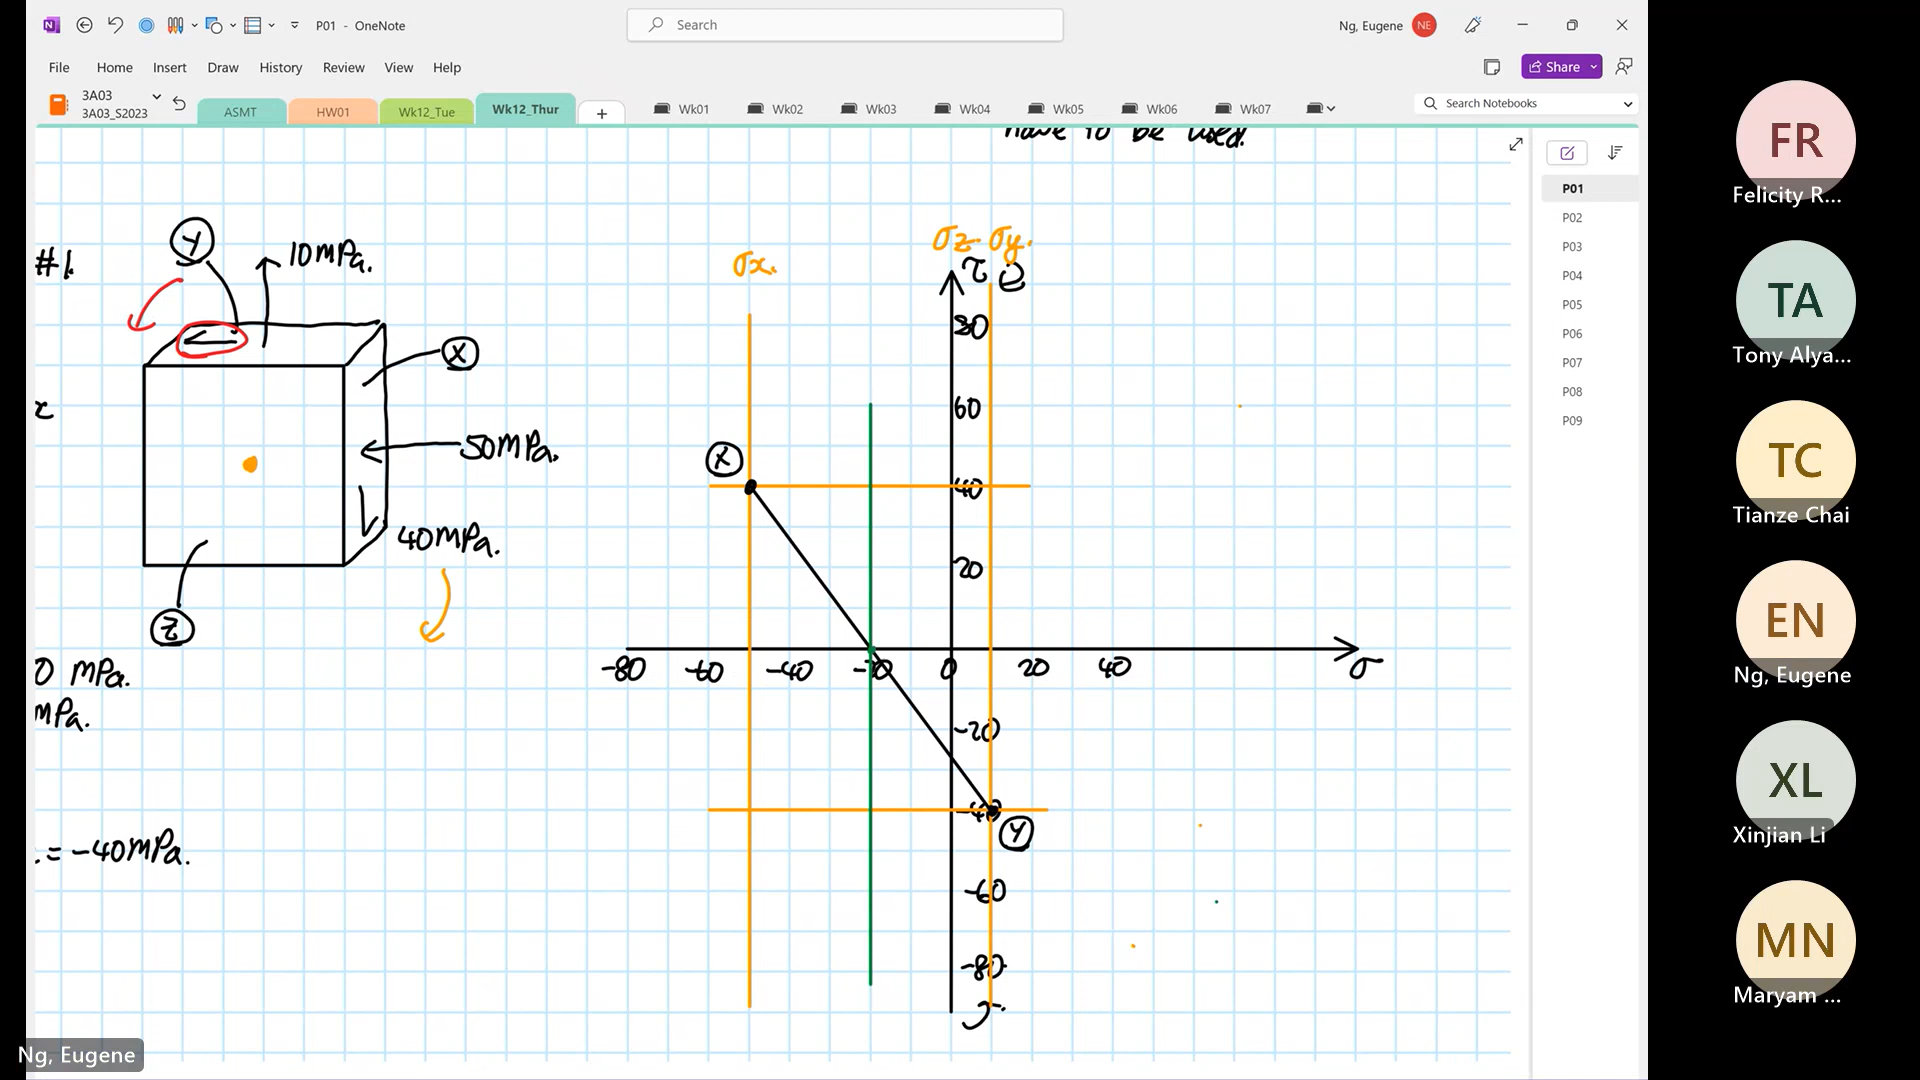 P01 - OneNote
Search
Ng, Eugene
NE
File
Home
Insert
Draw
History
Review
View
Help
Share
3A03
3A03_S2023
ASMT
HW01
Wk12_Tue
Wk12_Thur
Wk01
Wk02
Wk03
Wk04
Wk05
Wk06
Wk07
Search Notebooks
have to be used.
P01
P02
P03
P04
P05
P06
P07
P08
P09
#1.
Y
10MPa.
X
50MPa.
40MPa.
Z
x
0 MPa.
MPa.
. = -40MPa.
σx.
σz
σy.
τ
80
60
40
20
X
-80
-60
-40
-20
0
20
40
σ
-20
-40
Y
-60
-80
FR
Felicity R...
TA
Tony Alya...
TC
Tianze Chai
EN
Ng, Eugene
XL
Xinjian Li
MN
Maryam ...
Ng, Eugene